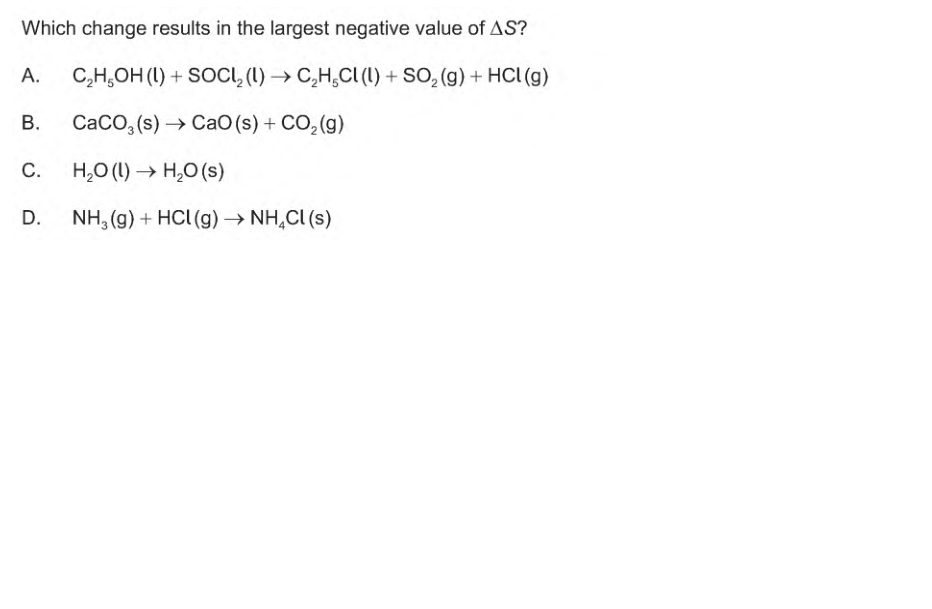 Which change results in the largest negative value of ΔS?
A. C₂H₅OH (l) + SOCl₂ (l) → C₂H₅Cl (l) + SO₂ (g) + HCl (g)
B. CaCO₃ (s) → CaO (s) + CO₂ (g)
C. H₂O (l) → H₂O (s)
D. NH₃ (g) + HCl (g) → NH₄Cl (s)